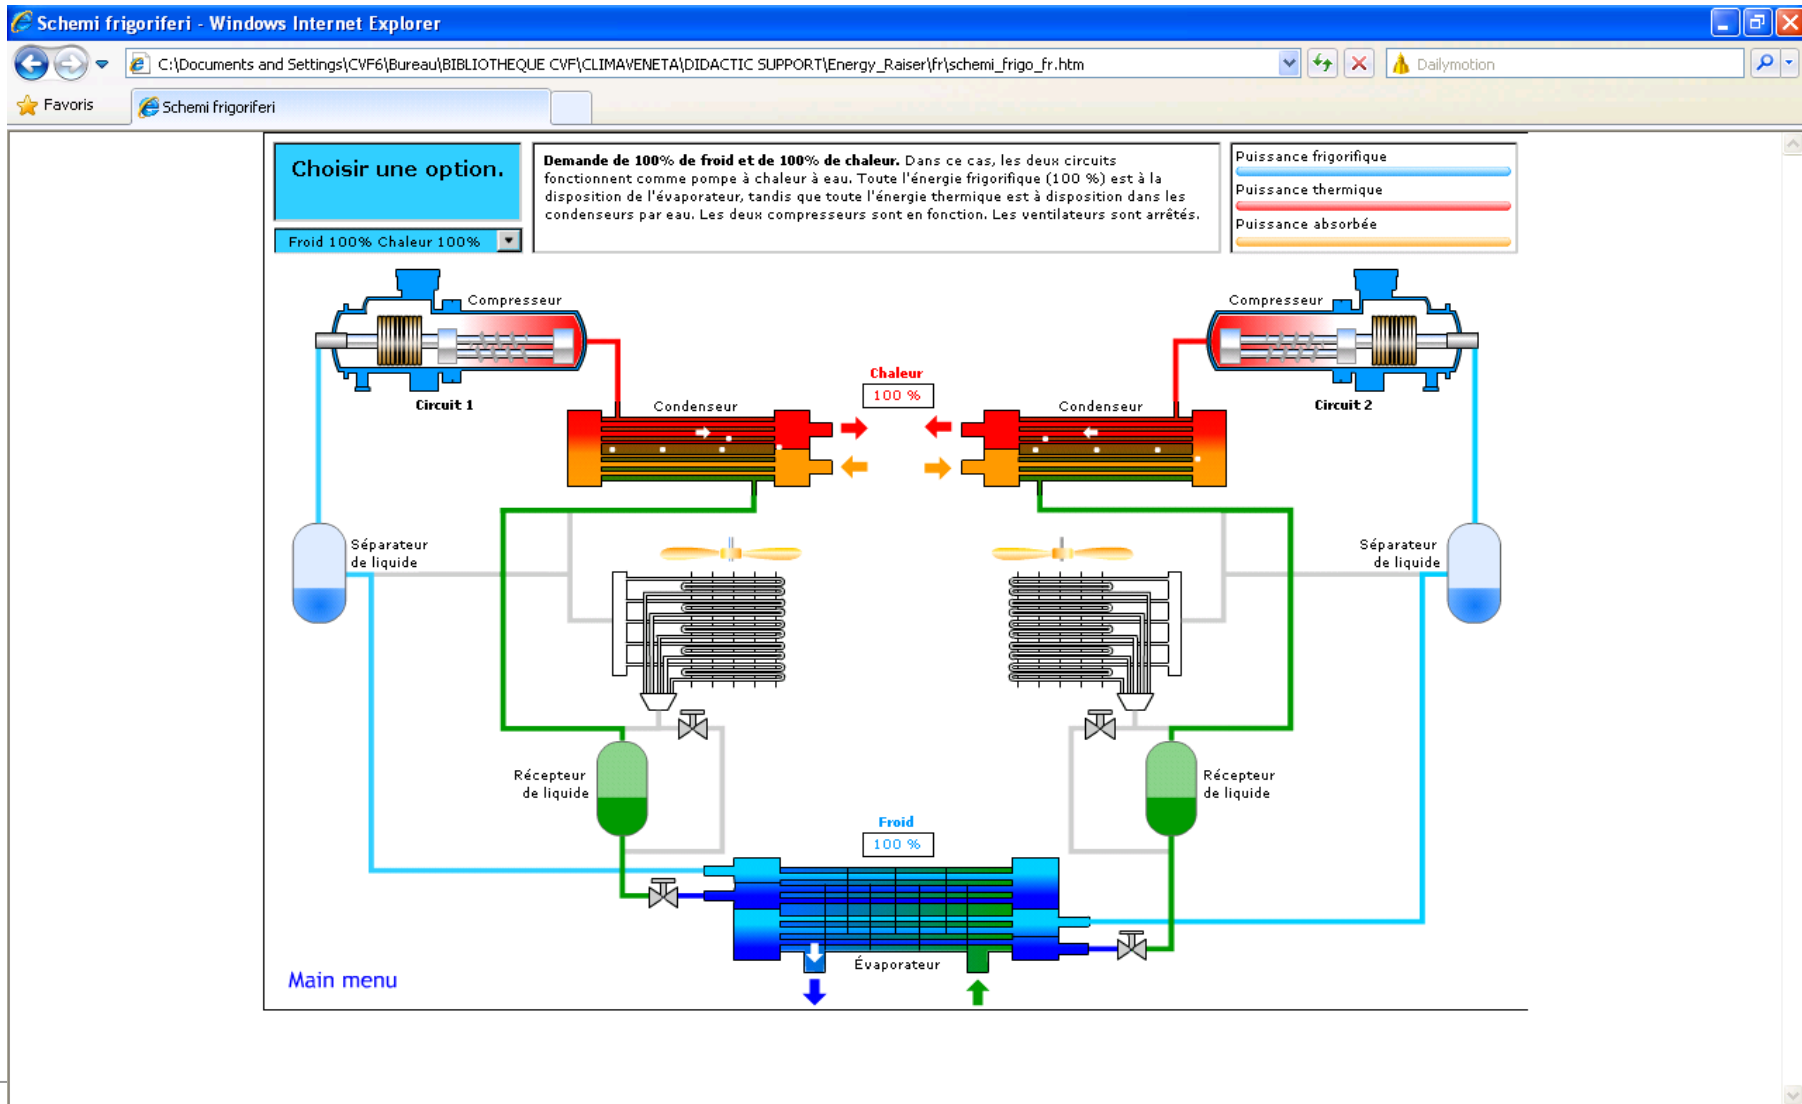 Schemi frigoriferi - Windows Internet Explorer
C:\Documents and Settings\CVF6\Bureau\BIBLIOTHEQUE CVF\CLIMAVENETA\DIDACTIC SUPPORT\Energy_Raiser\fr\schemi_frigo_fr.htm
Dailymotion
Favoris
Schemi frigoriferi
Choisir une option.
Froid 100% Chaleur 100%
Demande de 100% de froid et de 100% de chaleur. Dans ce cas, les deux circuits
fonctionnent comme pompe à chaleur à eau. Toute l'énergie frigorifique (100 %) est à la
disposition de l'évaporateur, tandis que toute l'énergie thermique est à disposition dans les
condenseurs par eau. Les deux compresseurs sont en fonction. Les ventilateurs sont arrêtés.
Puissance frigorifique
Puissance thermique
Puissance absorbée
Compresseur
Compresseur
Circuit 1
Circuit 2
Chaleur
100 %
Condenseur
Condenseur
Séparateur
de liquide
Séparateur
de liquide
Récepteur
de liquide
Récepteur
de liquide
Froid
100 %
Évaporateur
Main menu